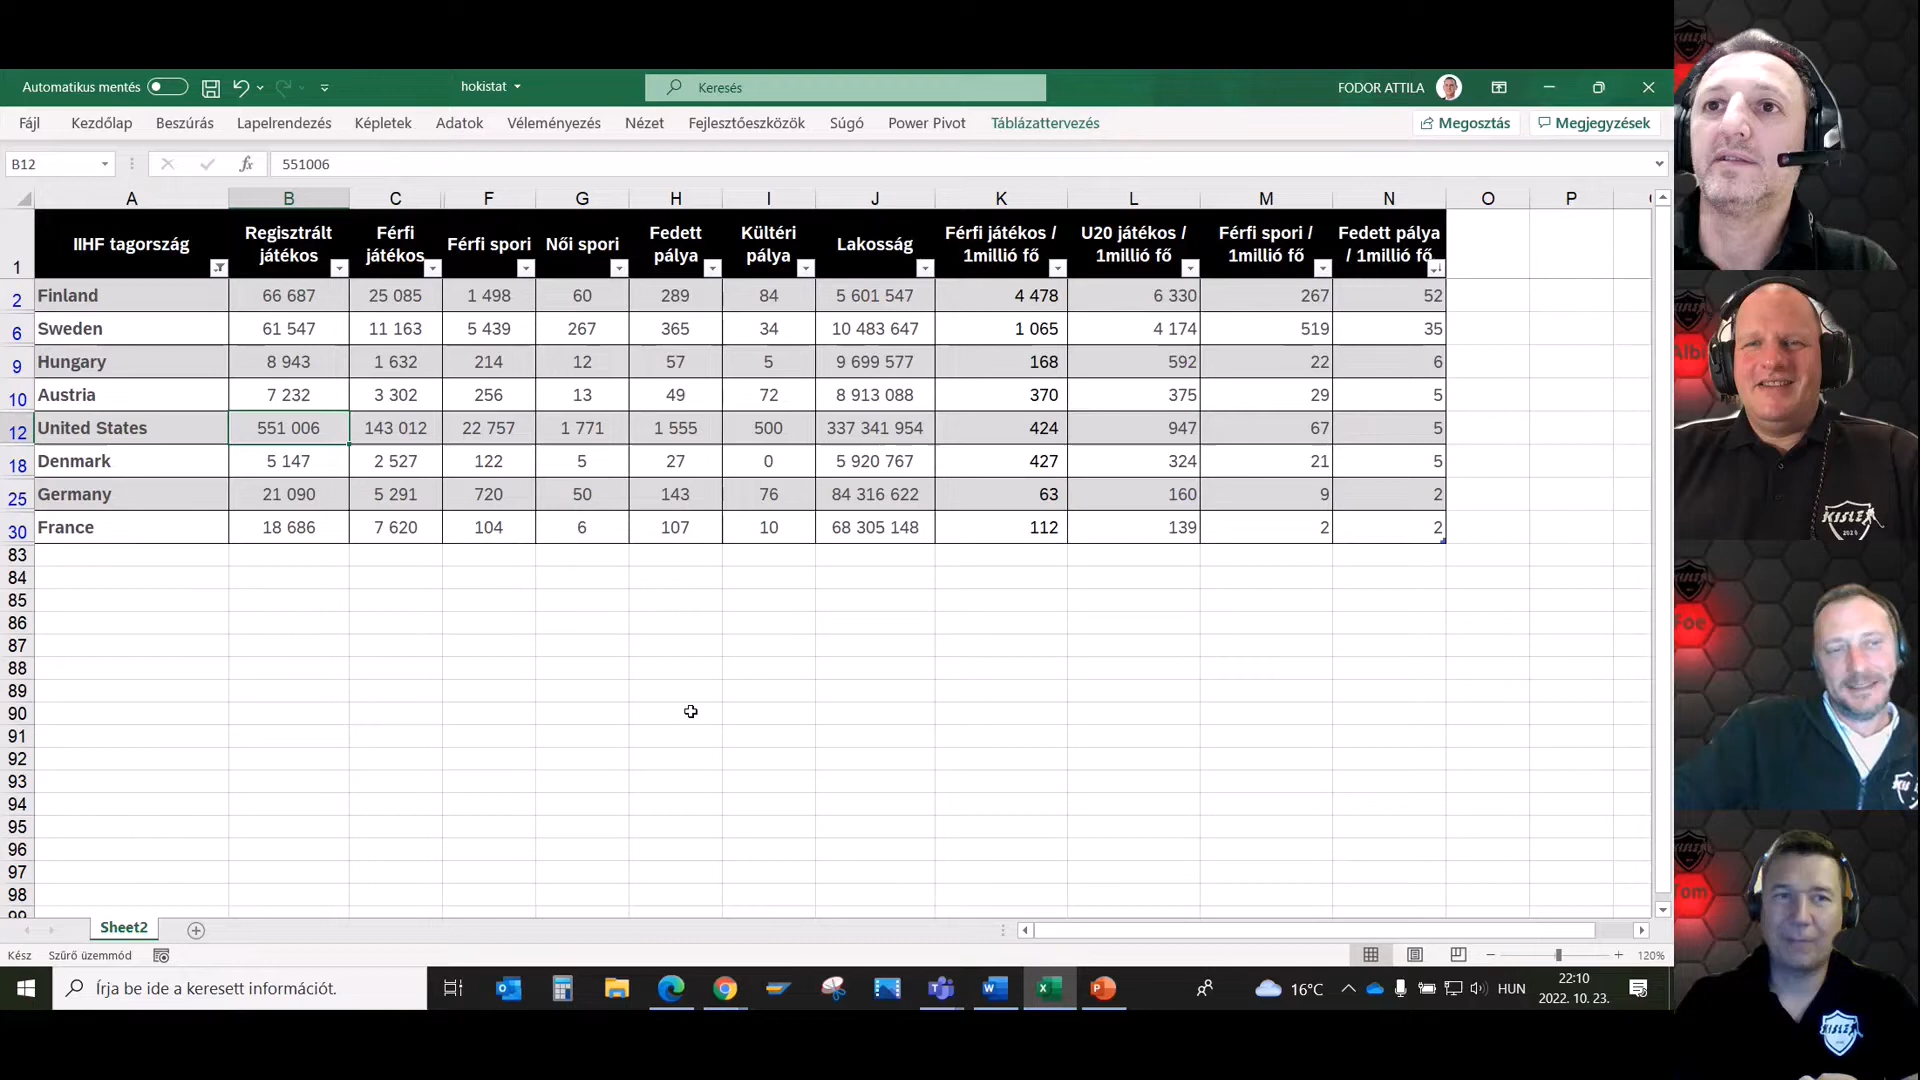 Automatikus mentés
hokistat
Keresés
FODOR ATTILA
Fájl Kezdőlap Beszúrás Lapelrendezés Képletek Adatok Véleményezés Nézet Fejlesztőeszközök Súgó Power Pivot Táblázattervezés Megosztás Megjegyzések
B12 fx 551006
A B C F G H I J K L M N O P
1 IIHF tagország Regisztrált játékos Férfi játékos Férfi spori Női spori Fedett pálya Kültéri pálya Lakosság Férfi játékos / 1millió fő U20 játékos / 1millió fő Férfi spori / 1millió fő Fedett pálya / 1millió fő
2 Finland 66 687 25 085 1 498 60 289 84 5 601 547 4 478 6 330 267 52
6 Sweden 61 547 11 163 5 439 267 365 34 10 483 647 1 065 4 174 519 35
9 Hungary 8 943 1 632 214 12 57 5 9 699 577 168 592 22 6
10 Austria 7 232 3 302 256 13 49 72 8 913 088 370 375 29 5
12 United States 551 006 143 012 22 757 1 771 1 555 500 337 341 954 424 947 67 5
18 Denmark 5 147 2 527 122 5 27 0 5 920 767 427 324 21 5
25 Germany 21 090 5 291 720 50 143 76 84 316 622 63 160 9 2
30 France 18 686 7 620 104 6 107 10 68 305 148 112 139 2 2
83
84
85
86
87
88
89
90
91
92
93
94
95
96
97
98
99
Sheet2
Kész Szűrő üzemmód 120%
Írja be ide a keresett információt.
16°C
HUN
22:10
2022. 10. 23.
Albi
KISLER
2020
Foe
Tom
KISLER